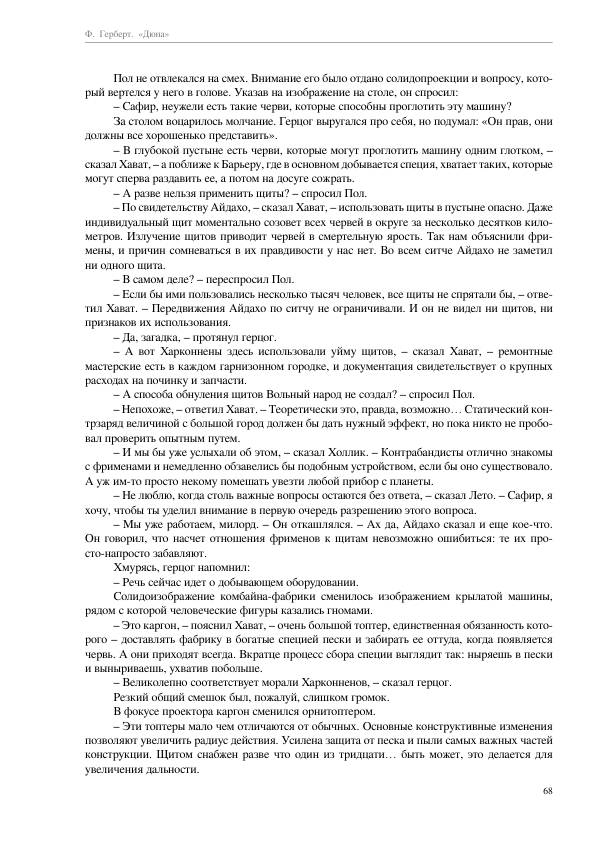 Ф. Герберт. «Дюна»
Пол не отвлекался на смех. Внимание его было отдано солидопроекции и вопросу, кото-
рый вертелся у него в голове. Указав на изображение на столе, он спросил:
– Сафир, неужели есть такие черви, которые способны проглотить эту машину?
За столом воцарилось молчание. Герцог выругался про себя, но подумал: «Он прав, они
должны все хорошенько представить».
– В глубокой пустыне есть черви, которые могут проглотить машину одним глотком, –
сказал Хават, – а поближе к Барьеру, где в основном добывается специя, хватает таких, которые
могут сперва раздавить ее, а потом на досуге сожрать.
– А разве нельзя применить щиты? – спросил Пол.
– По свидетельству Айдахо, – сказал Хават, – использовать щиты в пустыне опасно. Даже
индивидуальный щит моментально созовет всех червей в округе за несколько десятков кило-
метров. Излучение щитов приводит червей в смертельную ярость. Так нам объяснили фри-
мены, и причин сомневаться в их правдивости у нас нет. Во всем ситче Айдахо не заметил
ни одного щита.
– В самом деле? – переспросил Пол.
– Если бы ими пользовались несколько тысяч человек, все щиты не спрятали бы, – отве-
тил Хават. – Передвижения Айдахо по ситчу не ограничивали. И он не видел ни щитов, ни
признаков их использования.
– Да, загадка, – протянул герцог.
– А вот Харконнены здесь использовали уйму щитов, – сказал Хават, – ремонтные
мастерские есть в каждом гарнизонном городке, и документация свидетельствует о крупных
расходах на починку и запчасти.
– А способа обнуления щитов Вольный народ не создал? – спросил Пол.
– Непохоже, – ответил Хават. – Теоретически это, правда, возможно… Статический кон-
трзаряд величиной с большой город должен бы дать нужный эффект, но пока никто не пробо-
вал проверить опытным путем.
– И мы бы уже услыхали об этом, – сказал Холлик. – Контрабандисты отлично знакомы
с фрименами и немедленно обзавелись бы подобным устройством, если бы оно существовало.
А уж им-то просто некому помешать увезти любой прибор с планеты.
– Не люблю, когда столь важные вопросы остаются без ответа, – сказал Лето. – Сафир, я
хочу, чтобы ты уделил внимание в первую очередь разрешению этого вопроса.
– Мы уже работаем, милорд. – Он откашлялся. – Ах да, Айдахо сказал и еще кое-что.
Он говорил, что насчет отношения фрименов к щитам невозможно ошибиться: те их про-
сто-напросто забавляют.
Хмурясь, герцог напомнил:
– Речь сейчас идет о добывающем оборудовании.
Солидоизображение комбайна-фабрики сменилось изображением крылатой машины,
рядом с которой человеческие фигуры казались гномами.
– Это каргон, – пояснил Хават, – очень большой топтер, единственная обязанность кото-
рого – доставлять фабрику в богатые специей пески и забирать ее оттуда, когда появляется
червь. А они приходят всегда. Вкратце процесс сбора специи выглядит так: ныряешь в пески
и выныриваешь, ухватив побольше.
– Великолепно соответствует морали Харконненов, – сказал герцог.
Резкий общий смешок был, пожалуй, слишком громок.
В фокусе проектора каргон сменился орнитоптером.
– Эти топтеры мало чем отличаются от обычных. Основные конструктивные изменения
позволяют увеличить радиус действия. Усилена защита от песка и пыли самых важных частей
конструкции. Щитом снабжен разве что один из тридцати… быть может, это делается для
увеличения дальности.
68